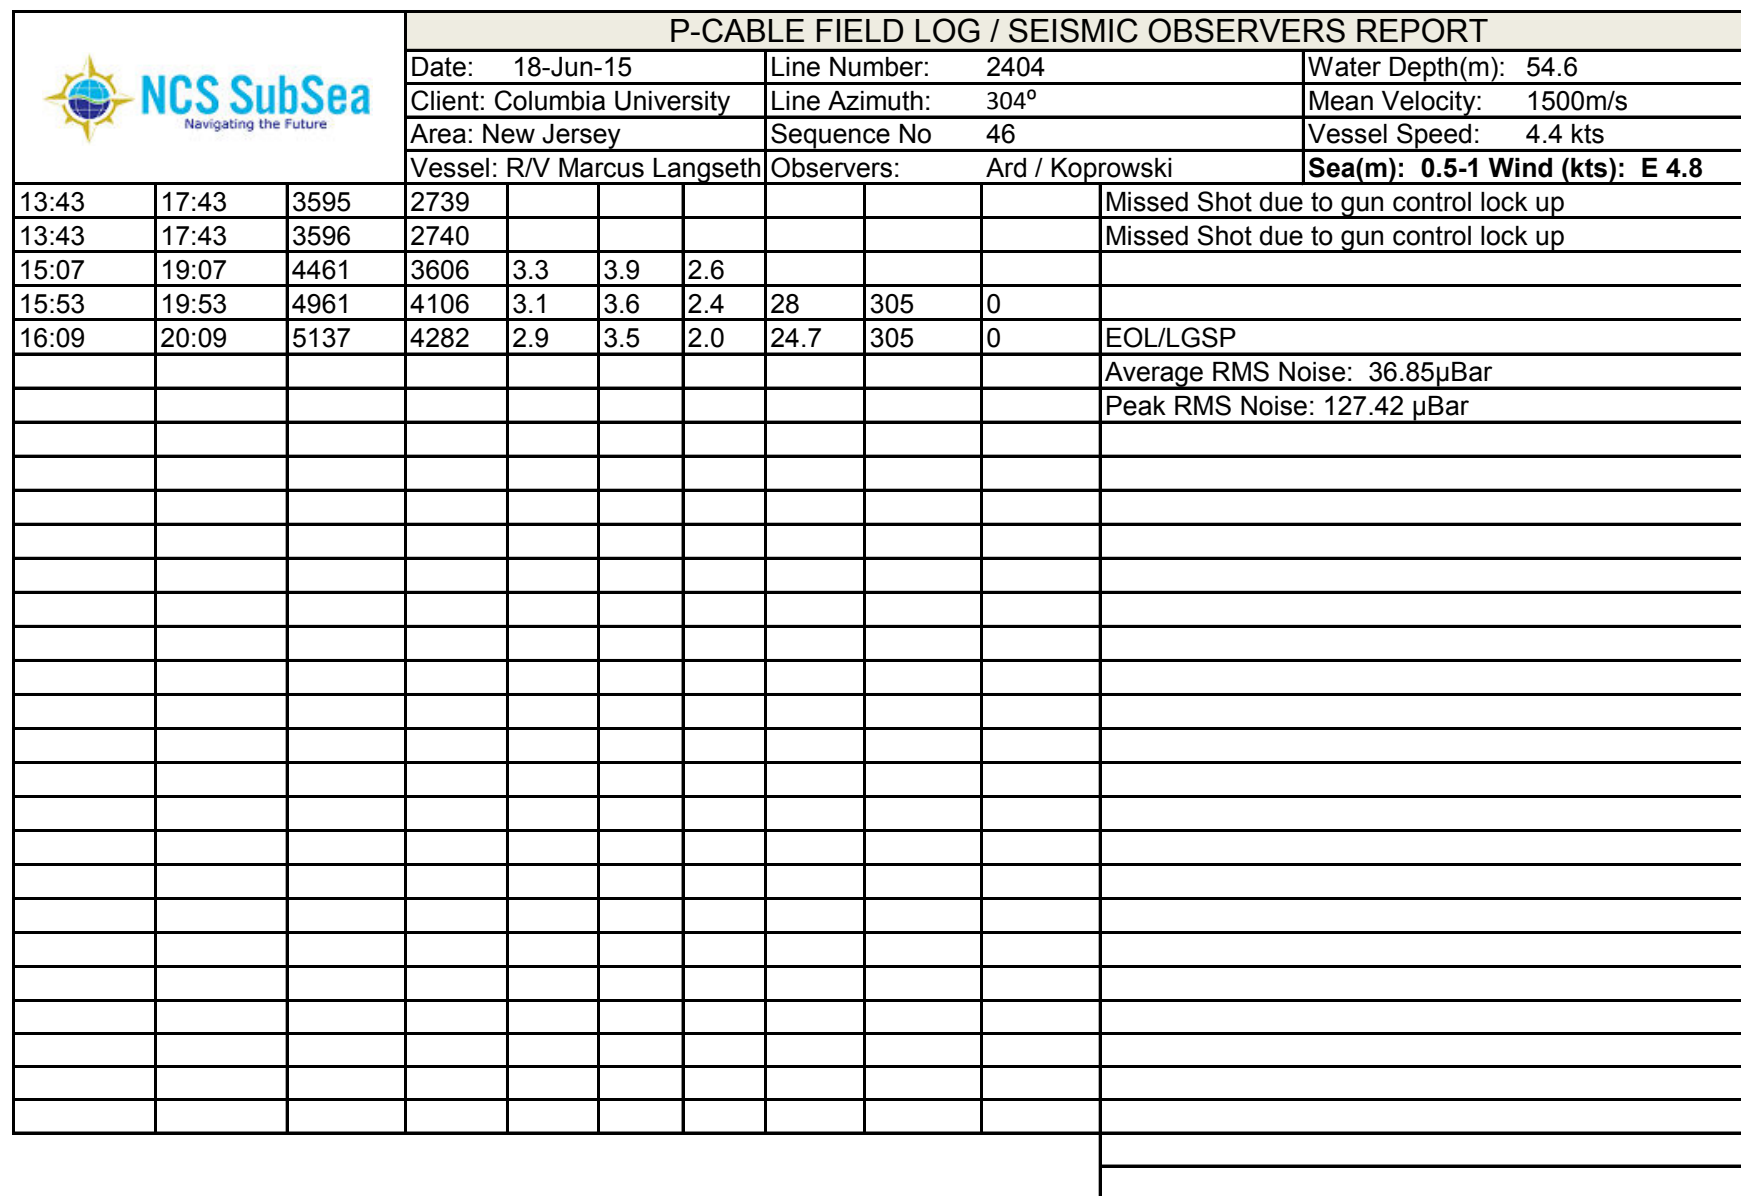 P-CABLE FIELD LOG / SEISMIC OBSERVERS REPORT
NCS SubSea
Navigating the Future
Date: 18-Jun-15 Line Number: 2404 Water Depth(m): 54.6
Client: Columbia University Line Azimuth: 304º Mean Velocity: 1500m/s
Area: New Jersey Sequence No 46 Vessel Speed: 4.4 kts
Vessel: R/V Marcus Langseth Observers: Ard / Koprowski Sea(m): 0.5-1 Wind (kts): E 4.8
13:43 17:43 3595 2739 Missed Shot due to gun control lock up
13:43 17:43 3596 2740 Missed Shot due to gun control lock up
15:07 19:07 4461 3606 3.3 3.9 2.6
15:53 19:53 4961 4106 3.1 3.6 2.4 28 305 0
16:09 20:09 5137 4282 2.9 3.5 2.0 24.7 305 0 EOL/LGSP
Average RMS Noise: 36.85µBar
Peak RMS Noise: 127.42 µBar